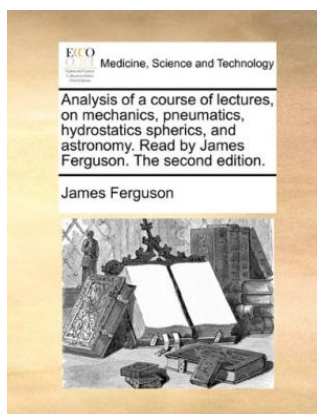 ECCO
Medicine, Science and Technology
Analysis of a course of lectures,
on mechanics, pneumatics,
hydrostatics spherics, and
astronomy. Read by James
Ferguson. The second edition.
James Ferguson